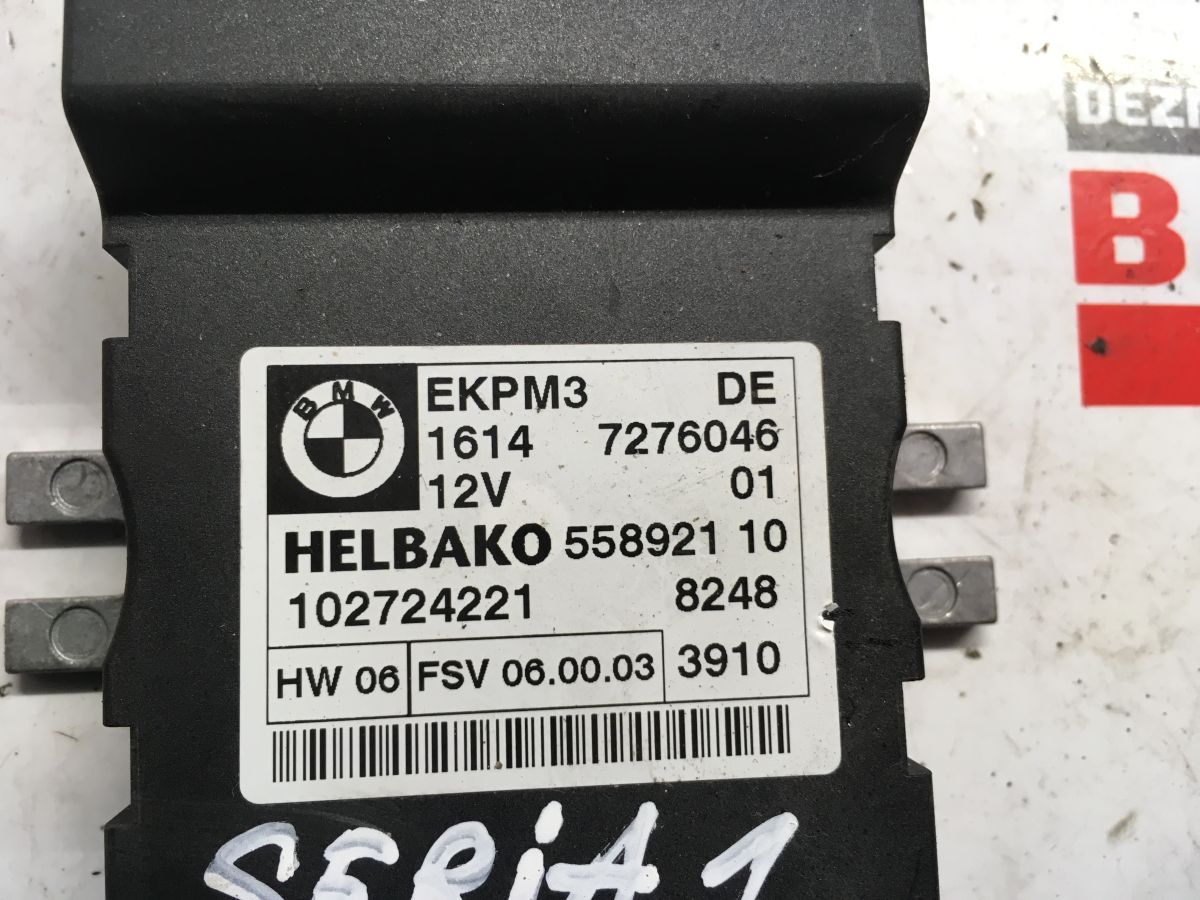 DEZ
B
BMW
EKPM3 DE
1614 7276046
12V 01
HELBAKO 558921 10
102724221 8248
HW 06 FSV 06.00.03 3910
SERiA 1